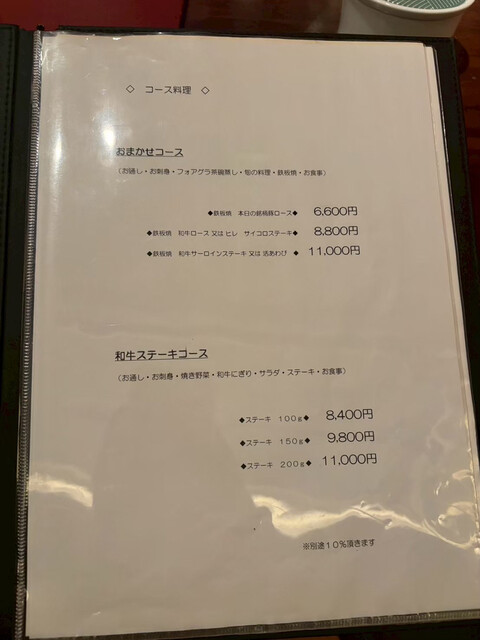 ◇ コース料理 ◇
おまかせコース
（お通し・お刺身・フォアグラ茶碗蒸し・旬の料理・鉄板焼・お食事）
◆鉄板焼 本日の銘柄豚ロース◆ 6,600円
◆鉄板焼 和牛ロース 又は ヒレ サイコロステーキ◆ 8,800円
◆鉄板焼 和牛サーロインステーキ 又は 活あわび ◆ 11,000円
和牛ステーキコース
（お通し・お刺身・焼き野菜・和牛にぎり・サラダ・ステーキ・お食事）
◆ステーキ 100g◆ 8,400円
◆ステーキ 150g◆ 9,800円
◆ステーキ 200g◆ 11,000円
※別途10%頂きます